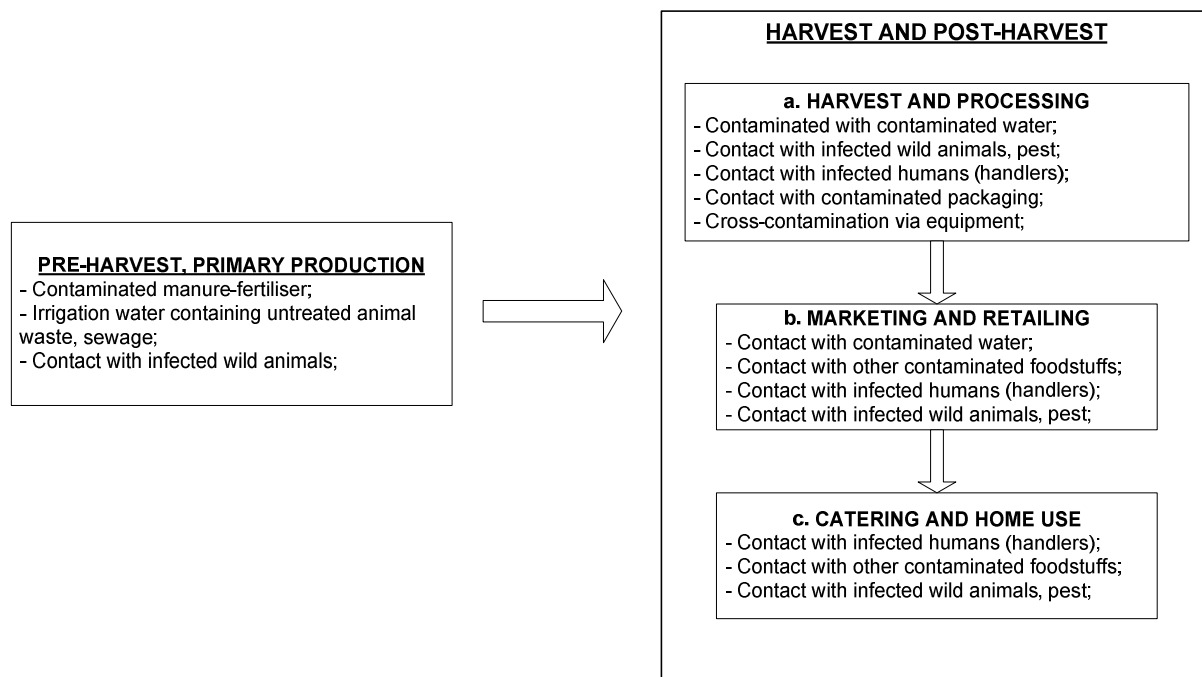 PRE-HARVEST, PRIMARY PRODUCTION
- Contaminated manure-fertiliser;
- Irrigation water containing untreated animal
waste, sewage;
- Contact with infected wild animals;
HARVEST AND POST-HARVEST
a. HARVEST AND PROCESSING
- Contaminated with contaminated water;
- Contact with infected wild animals, pest;
- Contact with infected humans (handlers);
- Contact with contaminated packaging;
- Cross-contamination via equipment;
b. MARKETING AND RETAILING
- Contact with contaminated water;
- Contact with other contaminated foodstuffs;
- Contact with infected humans (handlers);
- Contact with infected wild animals, pest;
c. CATERING AND HOME USE
- Contact with infected humans (handlers);
- Contact with other contaminated foodstuffs;
- Contact with infected wild animals, pest;